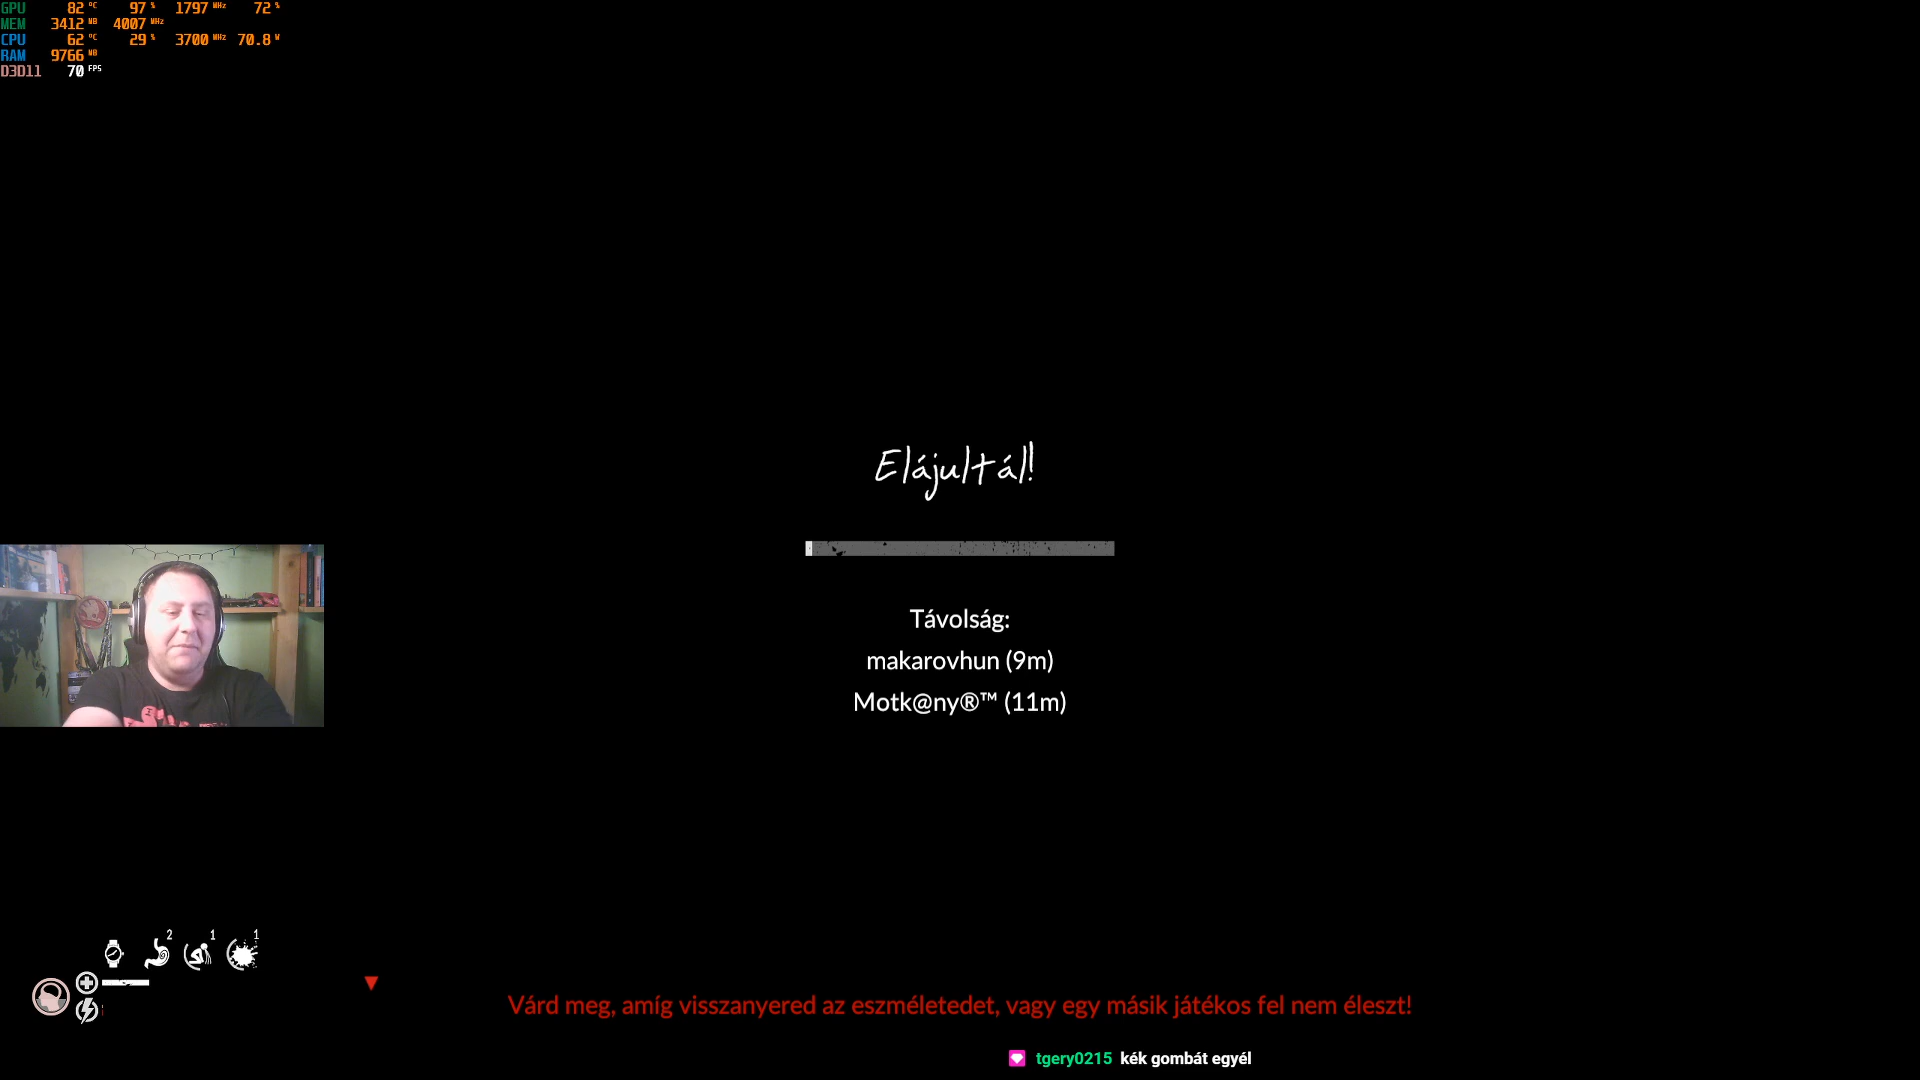 GPU 82 °C 97 % 1797 MHz 72 %
MEM 3412 MB 4007 MHz
CPU 62 °C 29 % 3700 MHz 70.8 W
RAM 9766 MB
D3D11 70 FPS
Elájultál!
Távolság:
makarovhun (9m)
Motk@ny®™ (11m)
2 1 1
Várd meg, amíg visszanyered az eszméletedet, vagy egy másik játékos fel nem éleszt!
tgery0215 kék gombát egyél